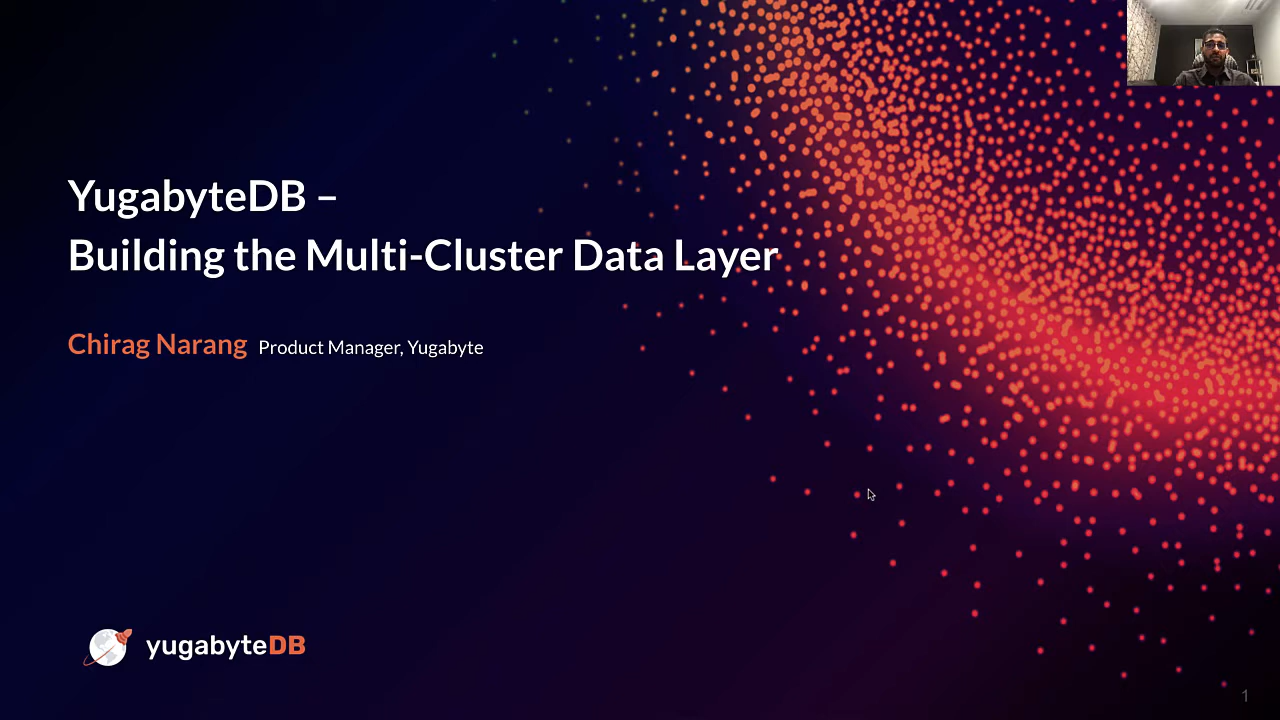 YugabyteDB –
Building the Multi-Cluster Data Layer
Chirag Narang Product Manager, Yugabyte
yugabyteDB
1